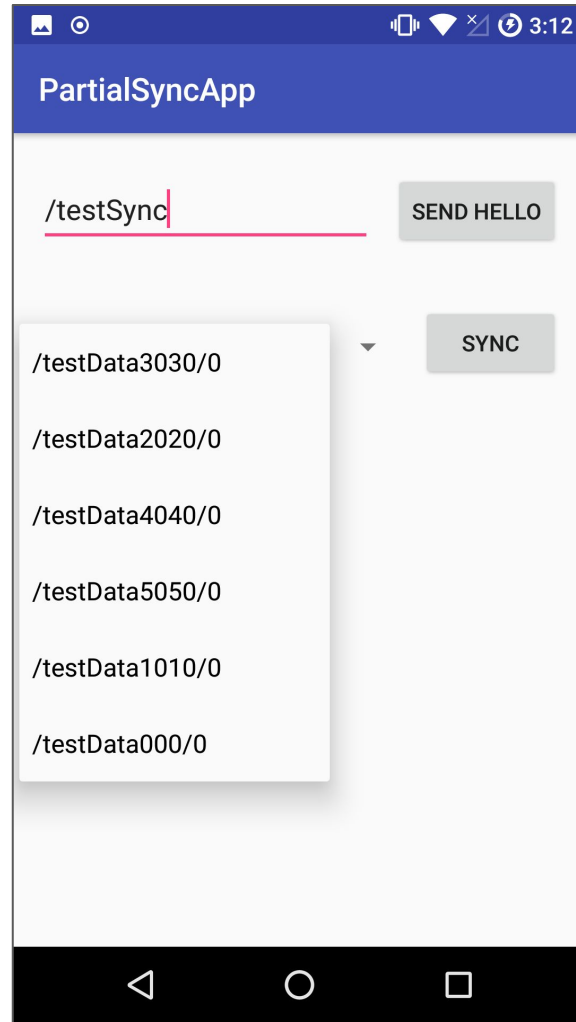 3:12
PartialSyncApp
/testSync
SEND HELLO
SYNC
/testData3030/0
/testData2020/0
/testData4040/0
/testData5050/0
/testData1010/0
/testData000/0